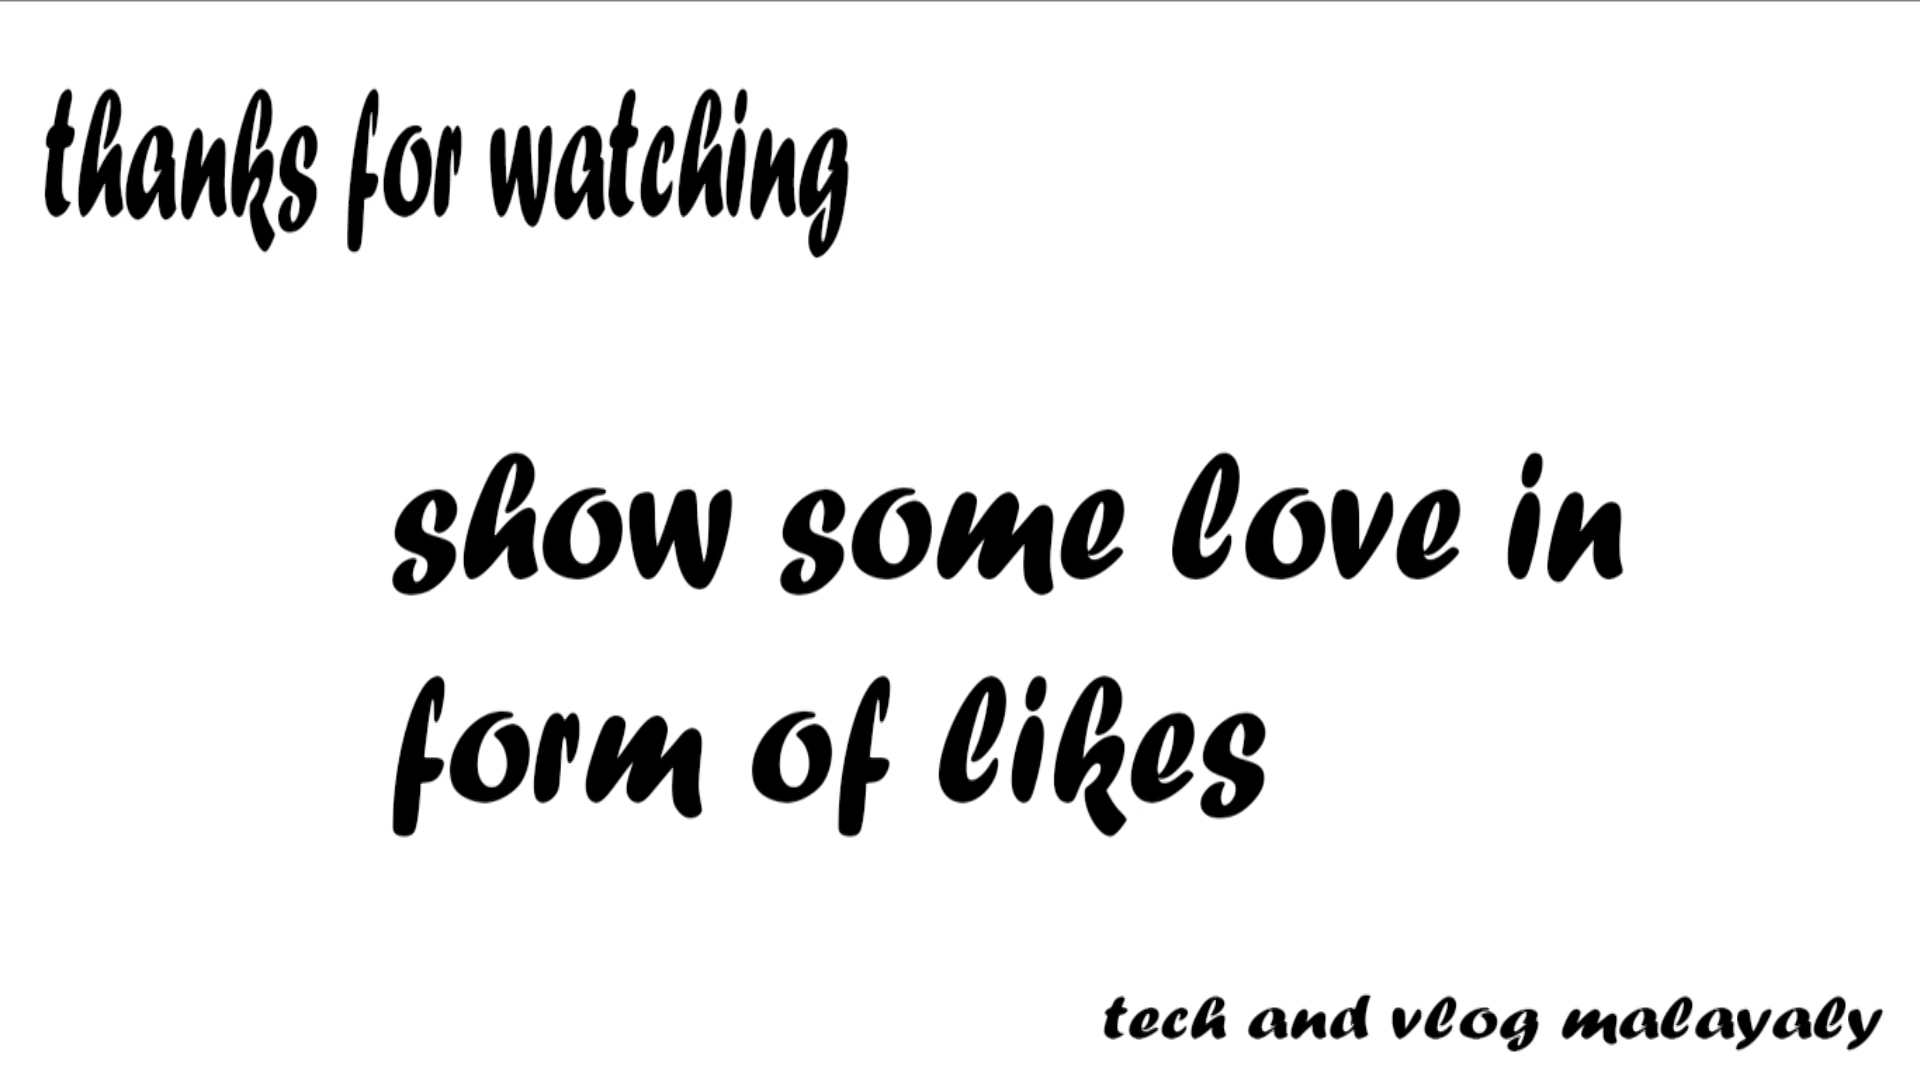 thanks for watching
show some love in
form of likes
tech and vlog malayaly